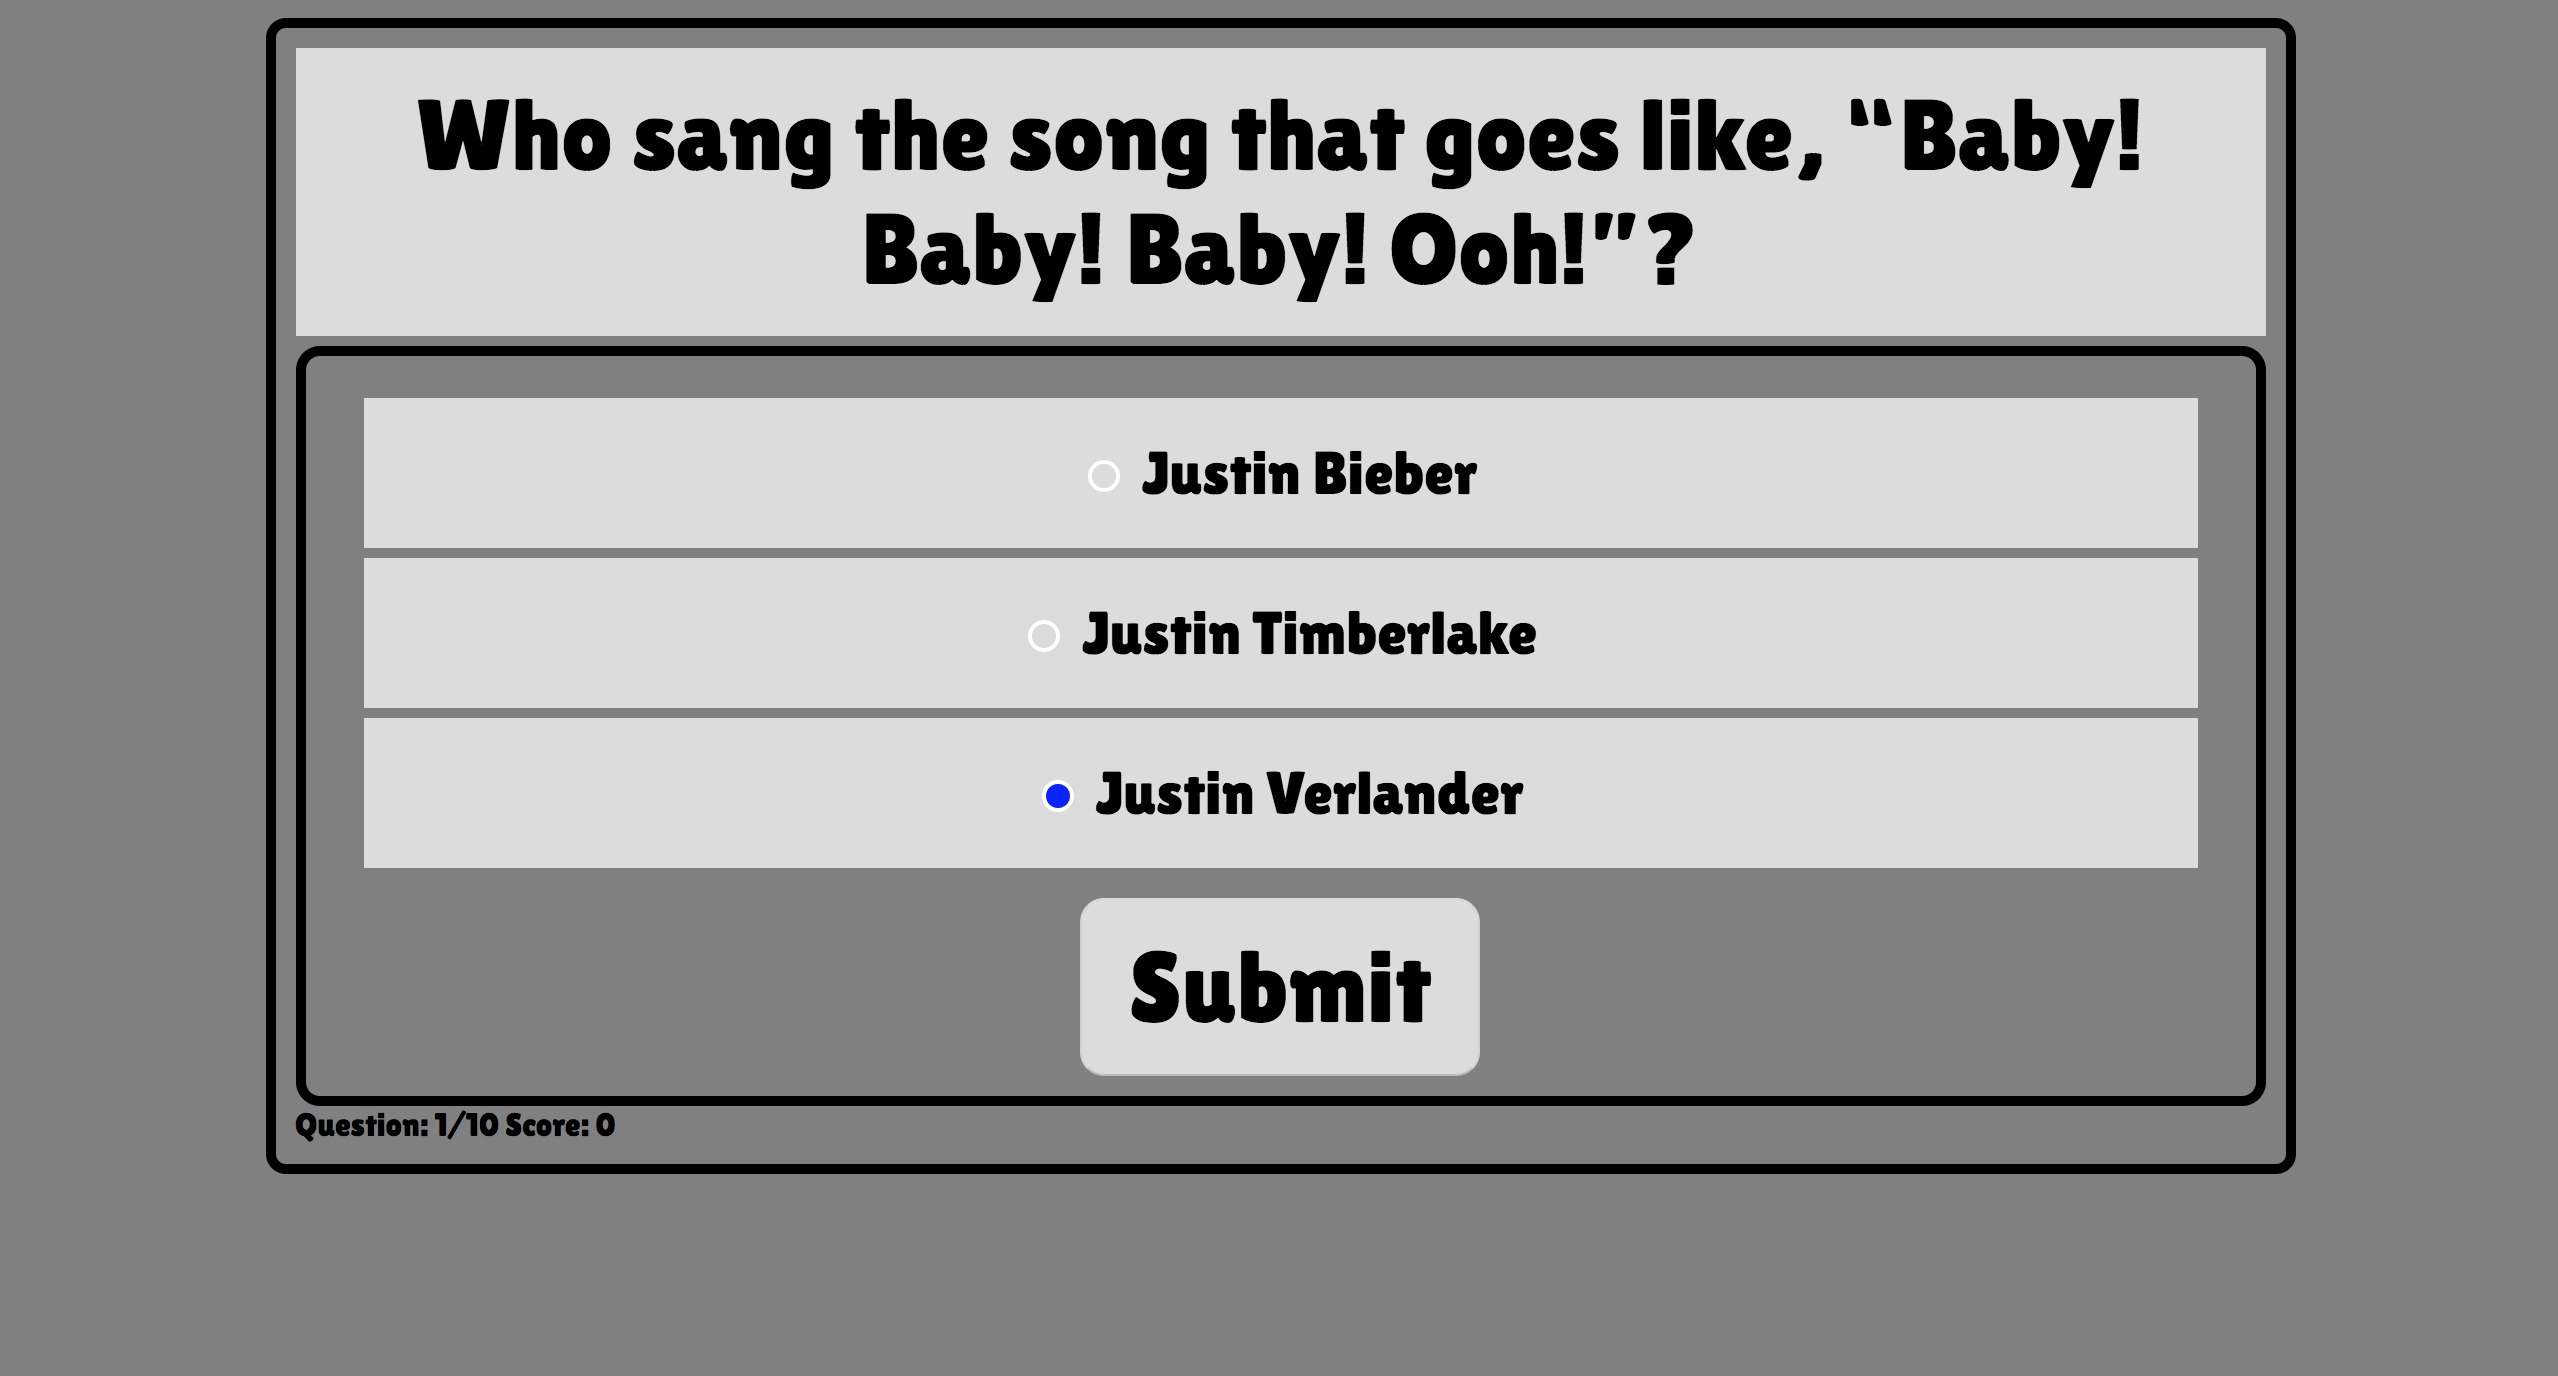 Who sang the song that goes like, “Baby!
Baby! Baby! Ooh!”?
Justin Bieber
Justin Timberlake
Justin Verlander
Submit
Question: 1/10 Score: 0